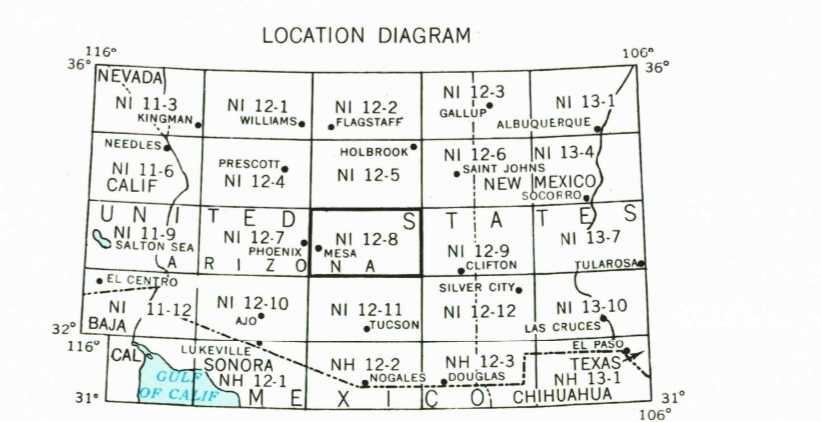 LOCATION DIAGRAM
116° 106°
36° 36°
NEVADA
NI 11-3 NI 12-1 NI 12-2 NI 12-3 NI 13-1
KINGMAN WILLIAMS FLAGSTAFF GALLUP ALBUQUERQUE
NEEDLES HOLBROOK
NI 11-6 PRESCOTT NI 12-5 NI 12-6 NI 13-4
CALIF NI 12-4 SAINT JOHNS
NEW MEXICO
SOCORRO
UNITED STATES
NI 11-9 NI 12-7 NI 12-8 NI 12-9 NI 13-7
SALTON SEA PHOENIX MESA CLIFTON TULAROSA
ARIZONA
EL CENTRO SILVER CITY
NI 11-12 NI 12-10 NI 12-11 NI 12-12 NI 13-10
BAJA AJO TUCSON LAS CRUCES
32°
116° EL PASO
CAL LUKEVILLE NH 12-2 NH 12-3 TEXAS
SONORA
GULF NH 12-1 NOGALES DOUGLAS NH 13-1
OF CALIF MEXICO CHIHUAHUA
31° 31°
106°